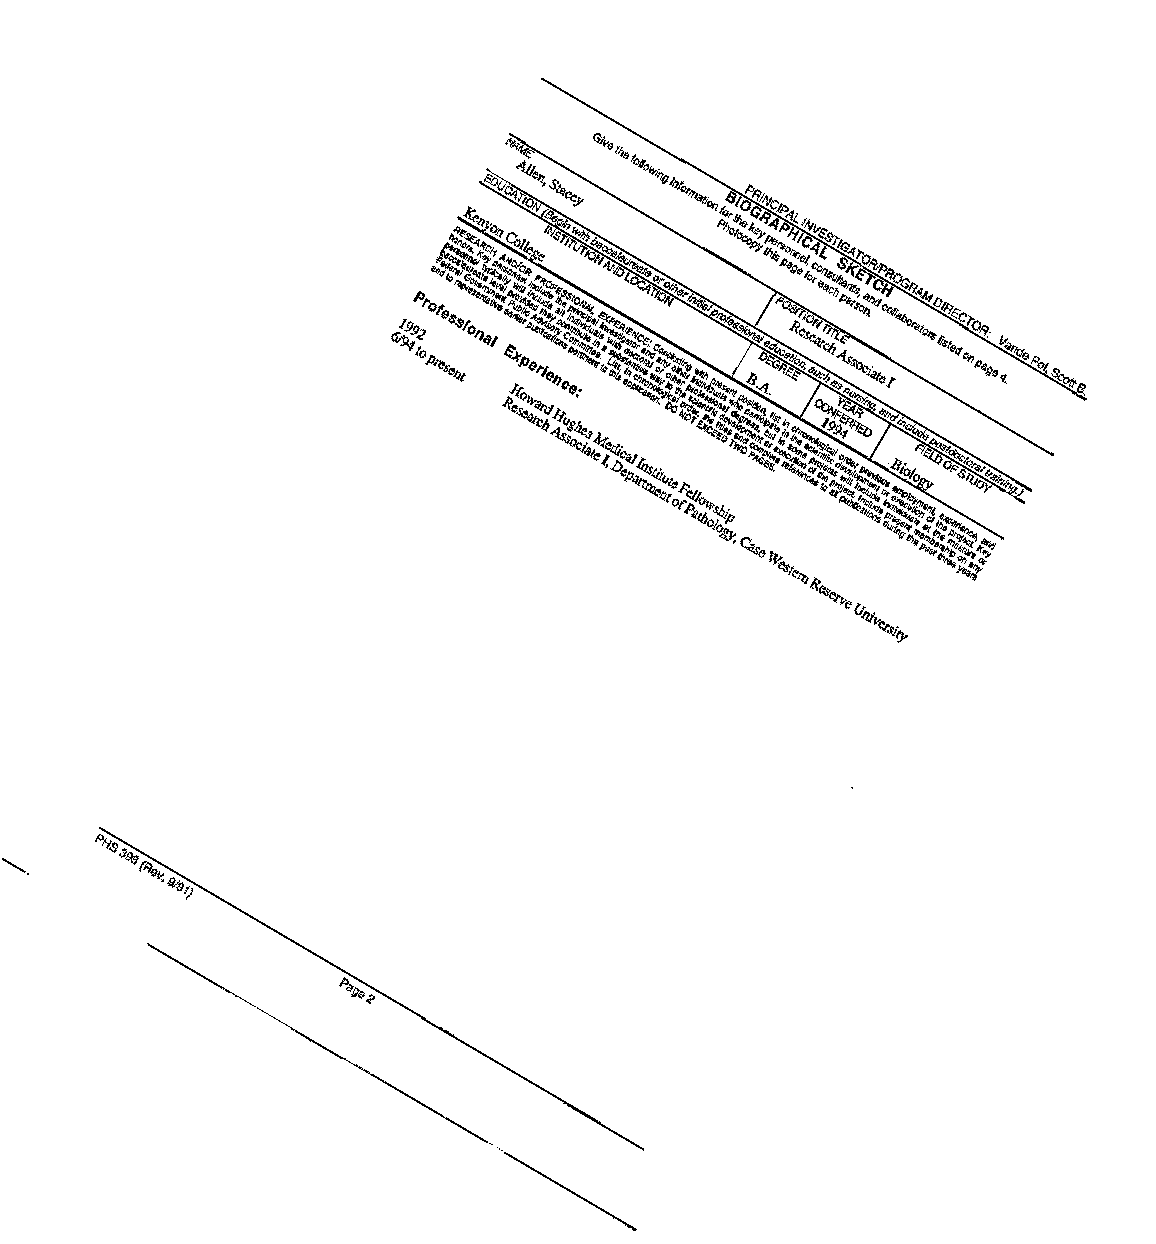 PRINCIPAL INVESTIGATOR/PROGRAM DIRECTOR: Vande Pol, Scott B.
BIOGRAPHICAL SKETCH
Give the following information for the key personnel, consultants, and collaborators listed on page 4.
Photocopy this page for each person.
NAME
Allen, Stacey
POSITION TITLE
Research Associate I
EDUCATION (Begin with baccalaureate or other initial professional education, such as nursing, and include postdoctoral training.)
INSTITUTION AND LOCATION
DEGREE
YEAR
CONFERRED
FIELD OF STUDY
Kenyon College
B.A.
1994
Biology
RESEARCH AND/OR PROFESSIONAL EXPERIENCE: Concluding with present position, list in chronological order previous employment, experience, and
honors. Key personnel include the principal investigator and any other individuals who participate in the scientific development or execution of the project. Key
personnel typically will include all individuals with doctoral or other professional degrees, but in some projects will include individuals at the masters or
baccalaureate level provided they contribute in a substantive way to the scientific development or execution of the project. Include present membership on any
Federal Government Public Advisory Committee. List, in chronological order, the titles and complete references to all publications during the past three years
and to representative earlier publications pertinent to this application. DO NOT EXCEED TWO PAGES.
Professional Experience:
1992 Howard Hughes Medical Institute Fellowship
6/94 to present Research Associate I, Department of Pathology, Case Western Reserve University
PHS 398 (Rev. 9/91)
Page 2